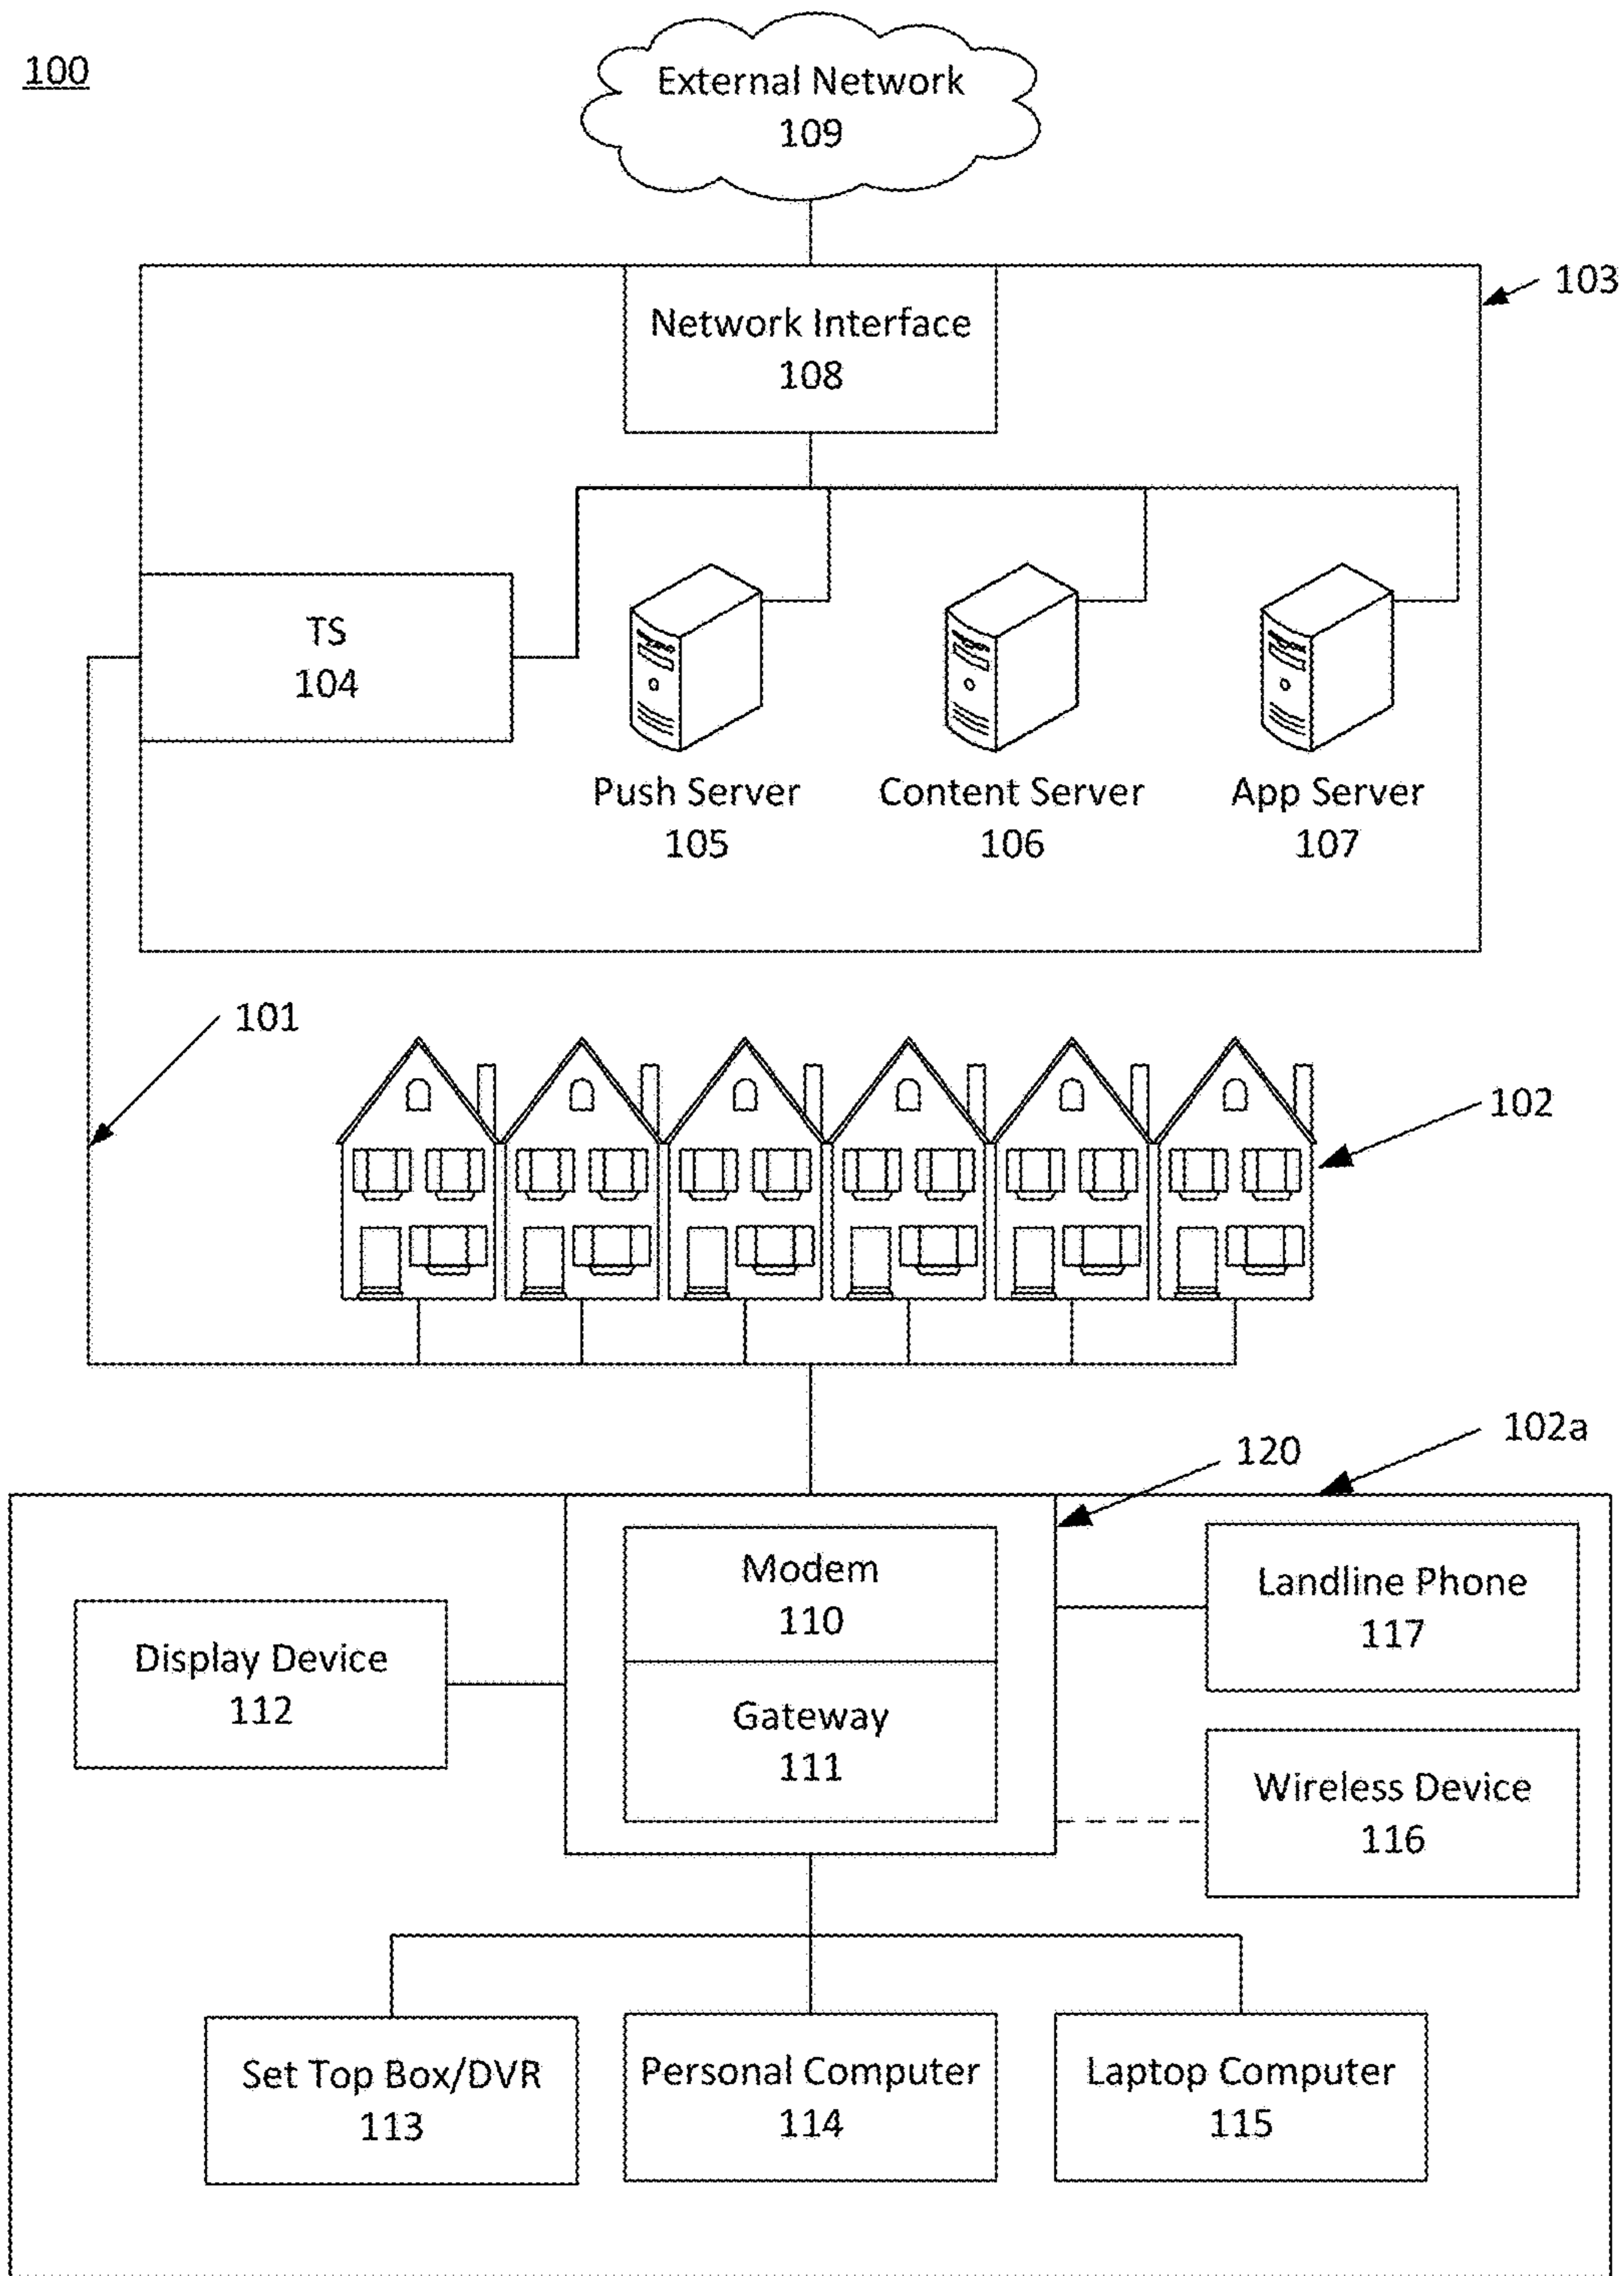 100
External Network
109
103
Network Interface
108
TS
104
Push Server
105
Content Server
106
App Server
107
101
102
102a
120
Modem
110
Landline Phone
117
Display Device
112
Gateway
111
Wireless Device
116
Set Top Box/DVR
113
Personal Computer
114
Laptop Computer
115